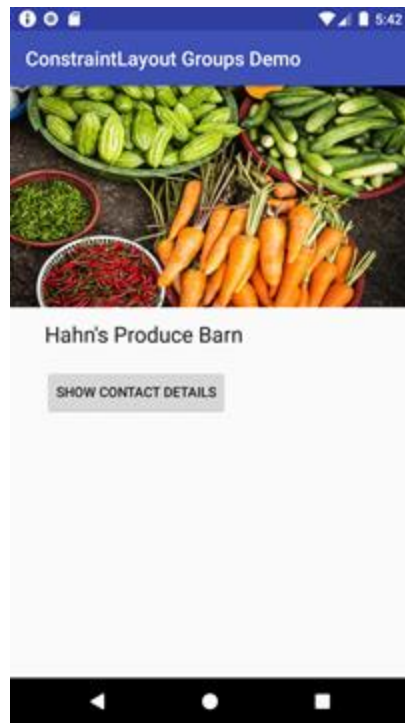 5:42
ConstraintLayout Groups Demo
Hahn's Produce Barn
SHOW CONTACT DETAILS